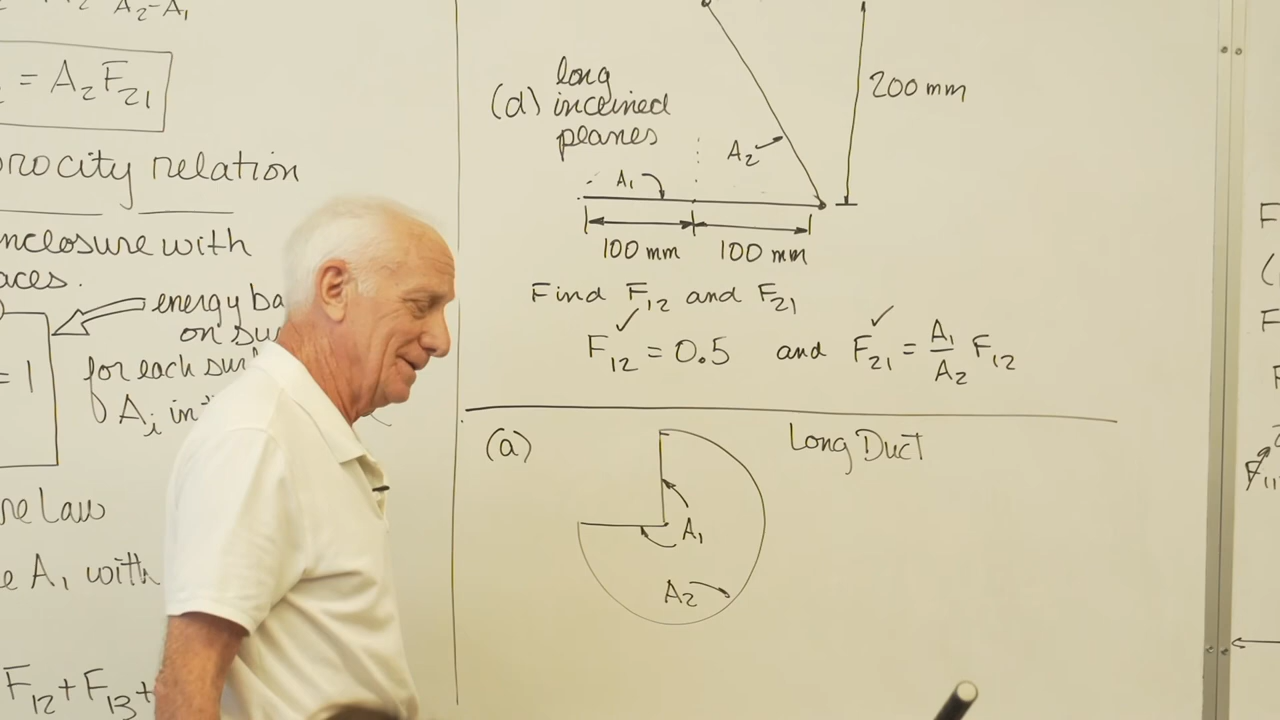 A₂-A₁
= A₂F₂₁
procity relation
nclosure with
aces.
energy ba
on su
for each sur
= 1
Aᵢ in
re Law
e A₁ with
F₁₂+F₁₃+
200 mm
long
(d) inclined
planes
A₂
A₁
100 mm 100 mm
Find F₁₂ and F₂₁
✓ ✓
F₁₂ = 0.5 and F₂₁ = A₁/A₂ F₁₂
(a) Long Duct
A₁
A₂
F
(
F
F₁₁